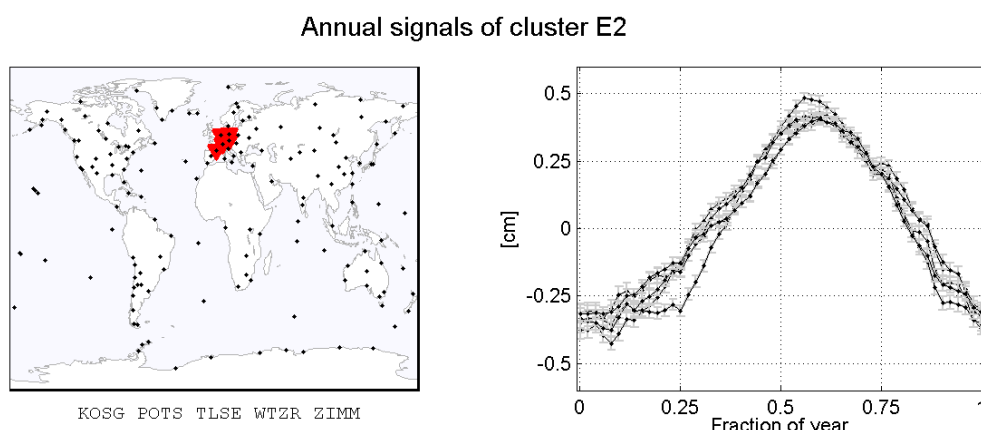 Annual signals of cluster E2
KOSG POTS TLSE WTZR ZIMM
[cm]
0.5
0.25
0
-0.25
-0.5
0 0.25 0.5 0.75 1
Fraction of year